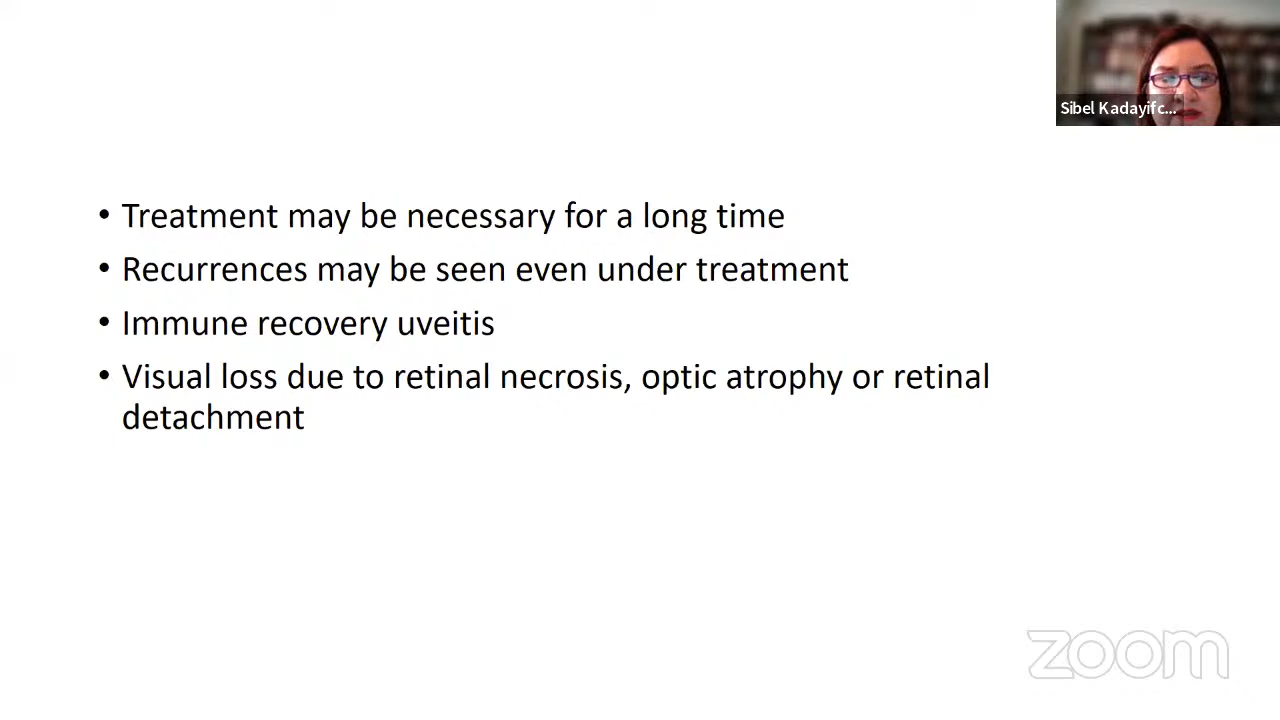 Sibel Kadayifc...
• Treatment may be necessary for a long time
• Recurrences may be seen even under treatment
• Immune recovery uveitis
• Visual loss due to retinal necrosis, optic atrophy or retinal
detachment
zoom